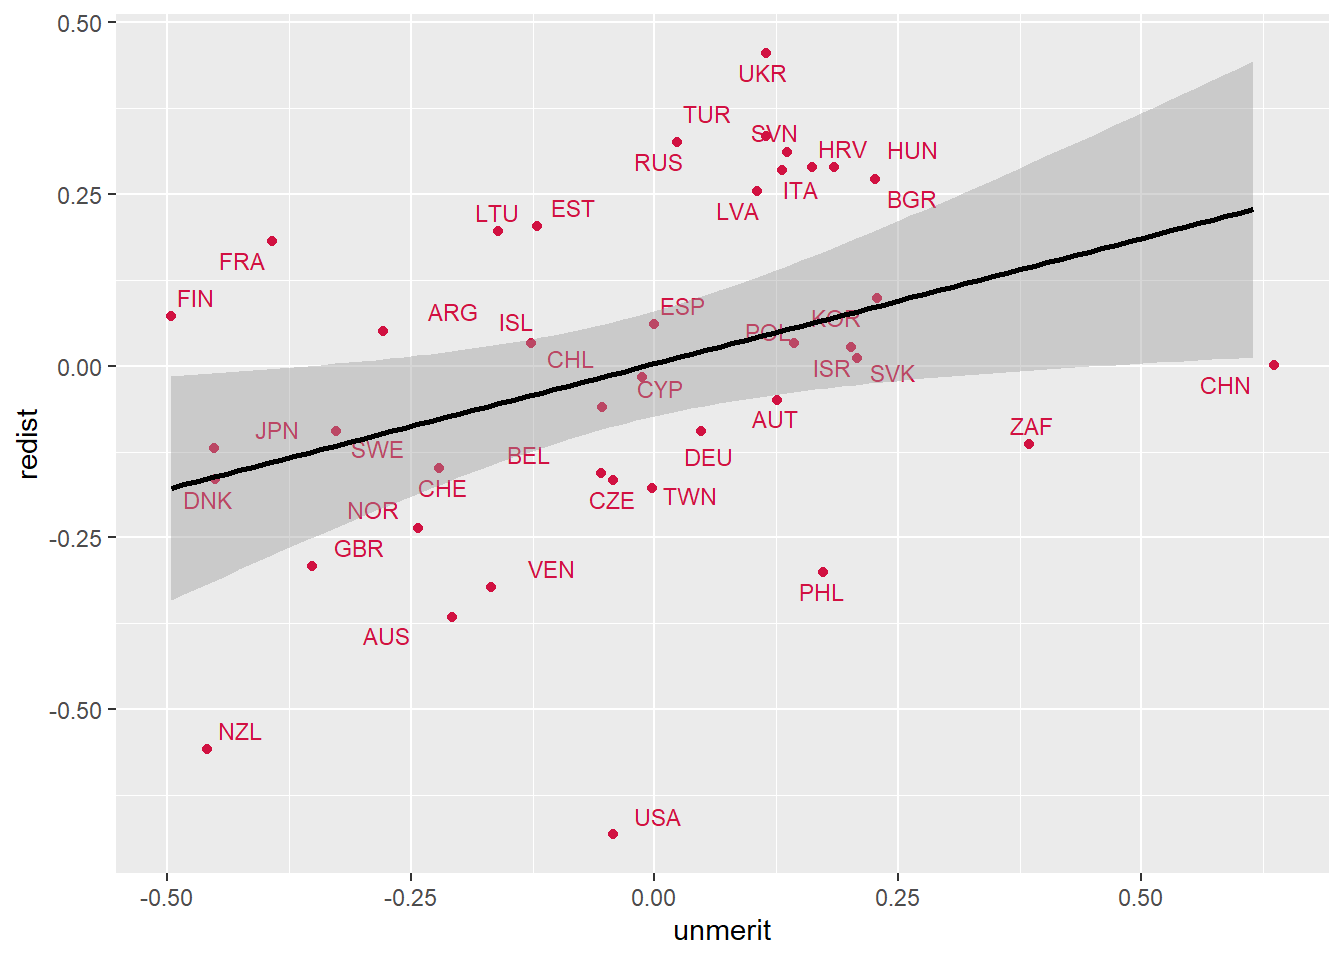 0.50
UKR
TUR
SVN
RUS
HRV
HUN
0.25
ITA
BGR
LTU
EST
LVA
FRA
FIN
ARG
ISL
ESP
POL
KOR
0.00
CHL
ISR
SVK
CYP
CHN
AUT
ZAF
JPN
SWE
BEL
DEU
DNK
CHE
CZE
TWN
NOR
-0.25
GBR
VEN
PHL
AUS
-0.50
NZL
USA
redist
-0.50
-0.25
0.00
0.25
0.50
unmerit